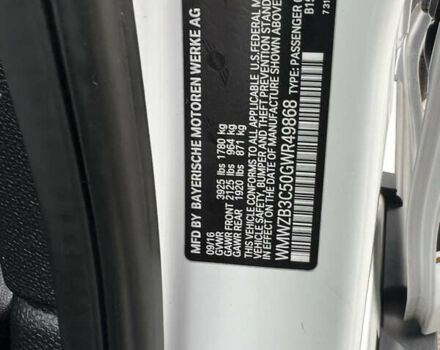 MFD BY BAYERISCHE MOTOREN WERKE AG
09/16
GVWR 3925 lbs 1780 kg
GAWR FRONT 2125 lbs 964 kg
GAWR REAR 1920 lbs 871 kg
THIS VEHICLE CONFORMS TO ALL APPLICABLE U.S. FEDERAL
VEHICLE SAFETY, BUMPER AND THEFT PREVENTION
IN EFFECT ON THE DATE OF MANUFACTURE SHOWN ABOVE
WMWZB3C50GWR49868 TYPE: PASSENGER